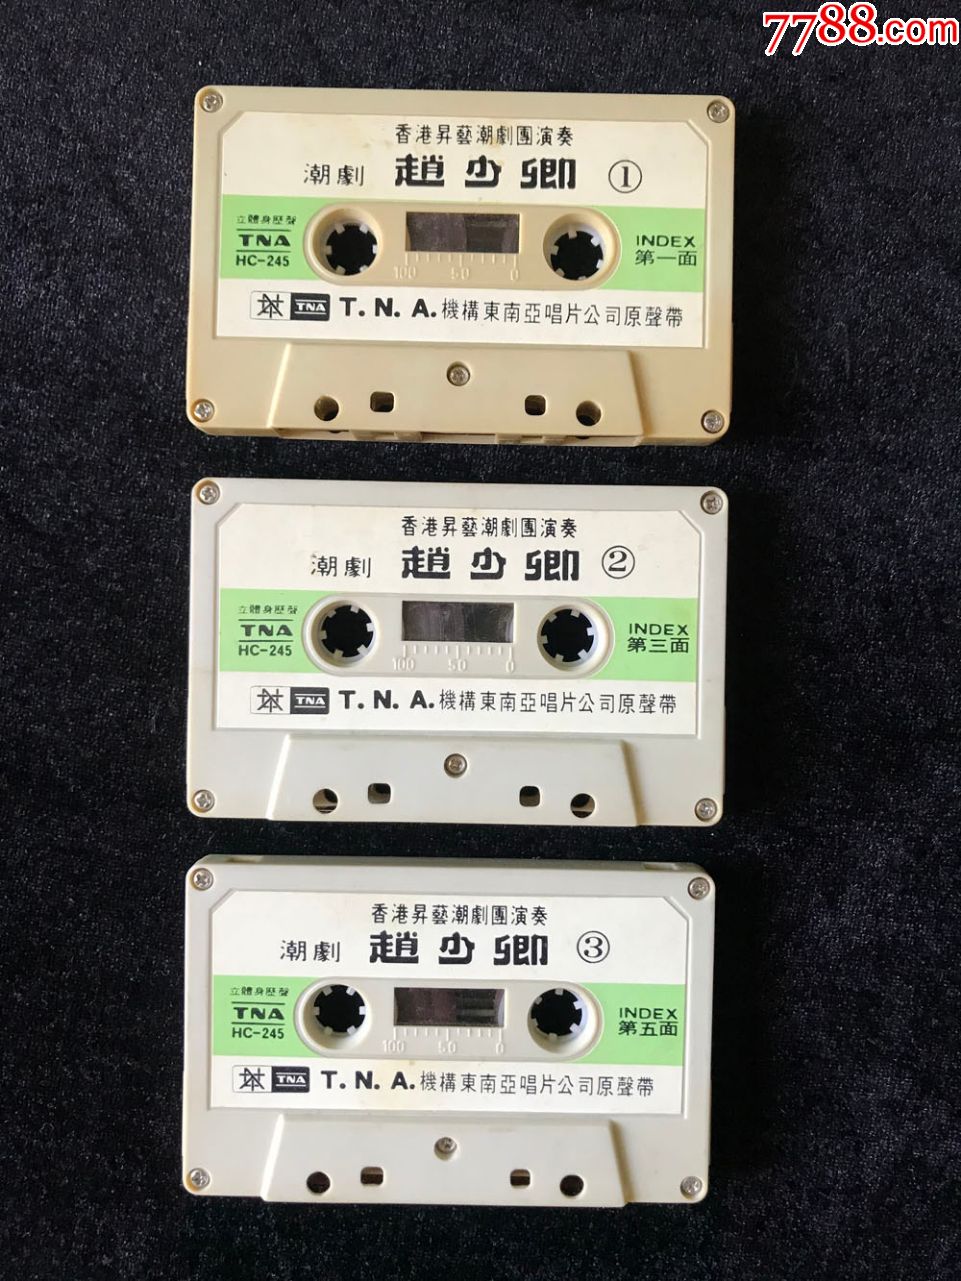 7788.com
香港昇藝潮劇團演奏
潮劇 趙少卿 ①
立體身歷聲
TNA
HC-245
INDEX
第一面
100 50 0
TNA T. N. A. 機構東南亞唱片公司原聲帶
香港昇藝潮劇團演奏
潮劇 趙少卿 ②
立體身歷聲
TNA
HC-245
INDEX
第三面
100 50 0
TNA T. N. A. 機構東南亞唱片公司原聲帶
香港昇藝潮劇團演奏
潮劇 趙少卿 ③
立體身歷聲
TNA
HC-245
INDEX
第五面
100 50 0
TNA T. N. A. 機構東南亞唱片公司原聲帶